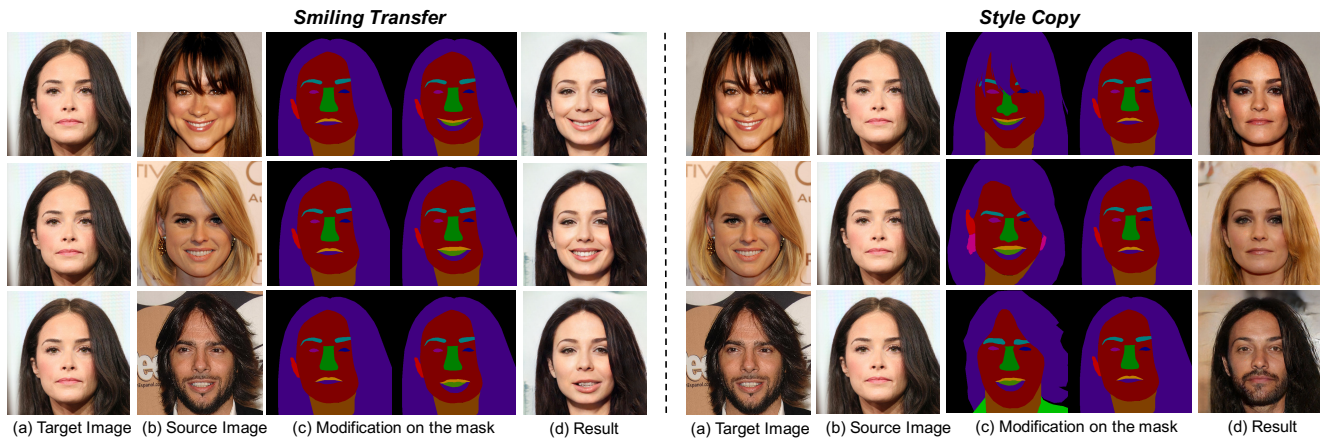 Smiling Transfer
Style Copy
(a) Target Image
(b) Source Image
(c) Modification on the mask
(d) Result
(a) Target Image
(b) Source Image
(c) Modification on the mask
(d) Result